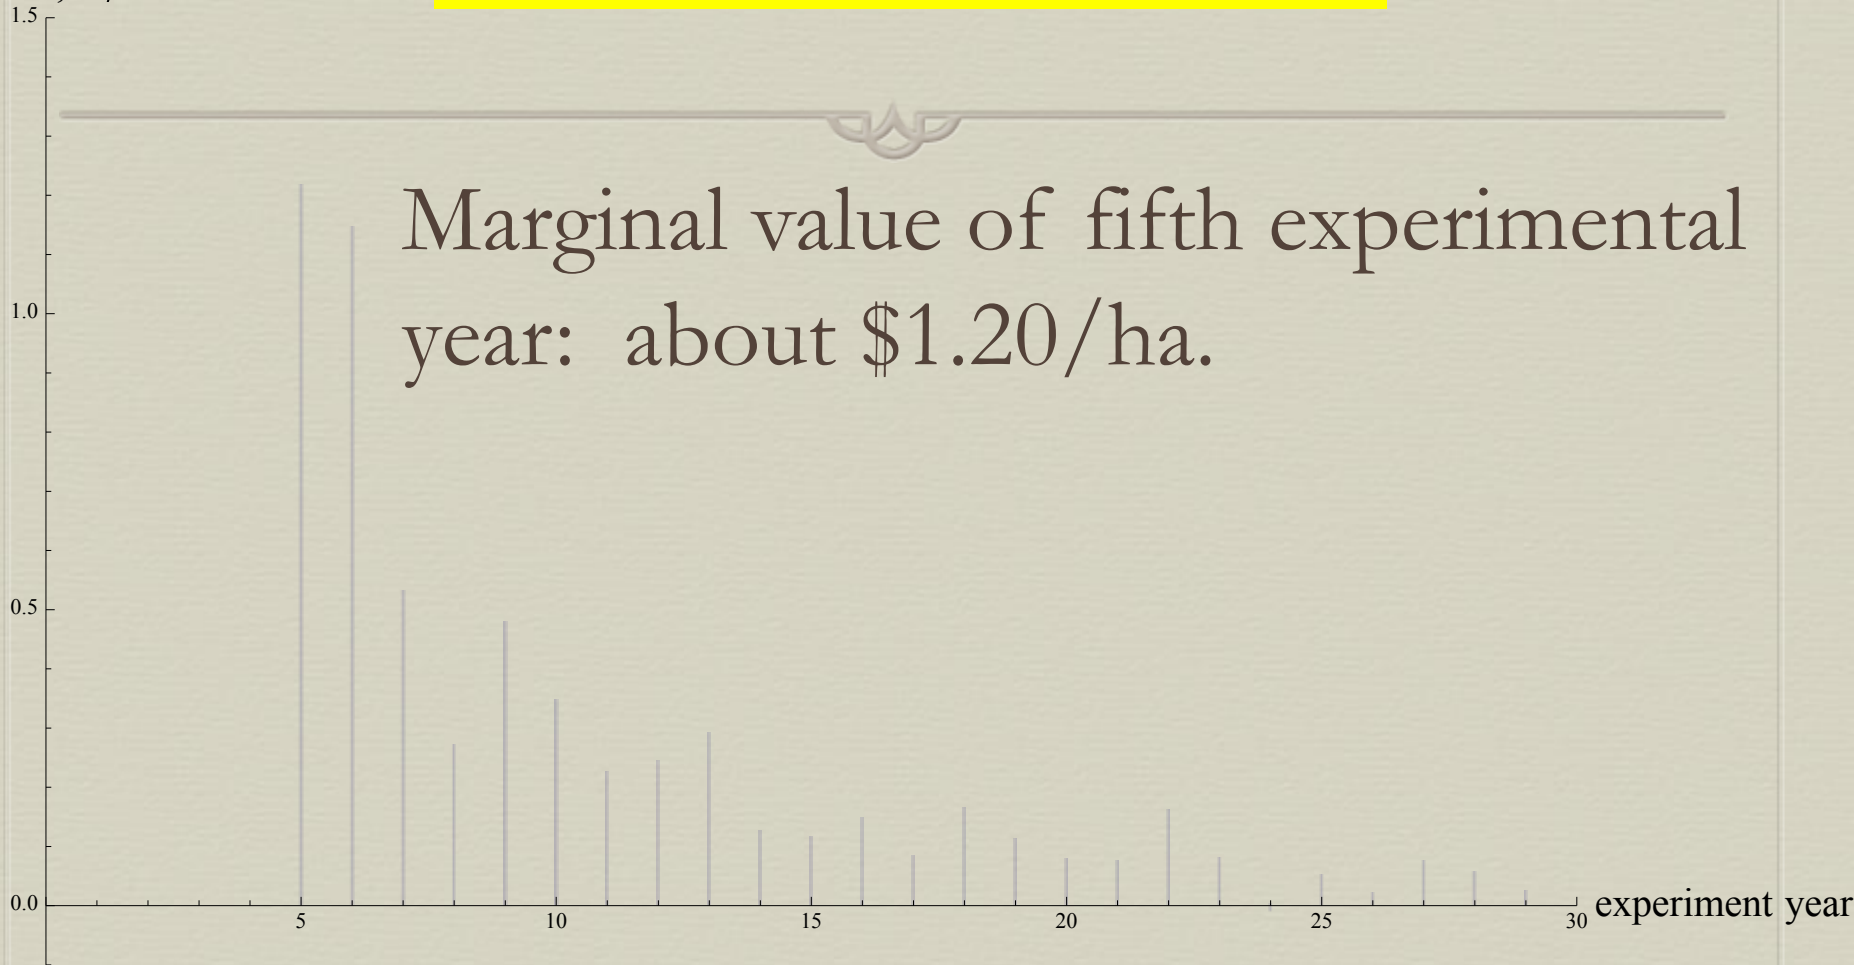 1.5
Marginal value of fifth experimental
year: about $1.20/ha.
1.0
0.5
0.0
5 10 15 20 25 30 experiment year